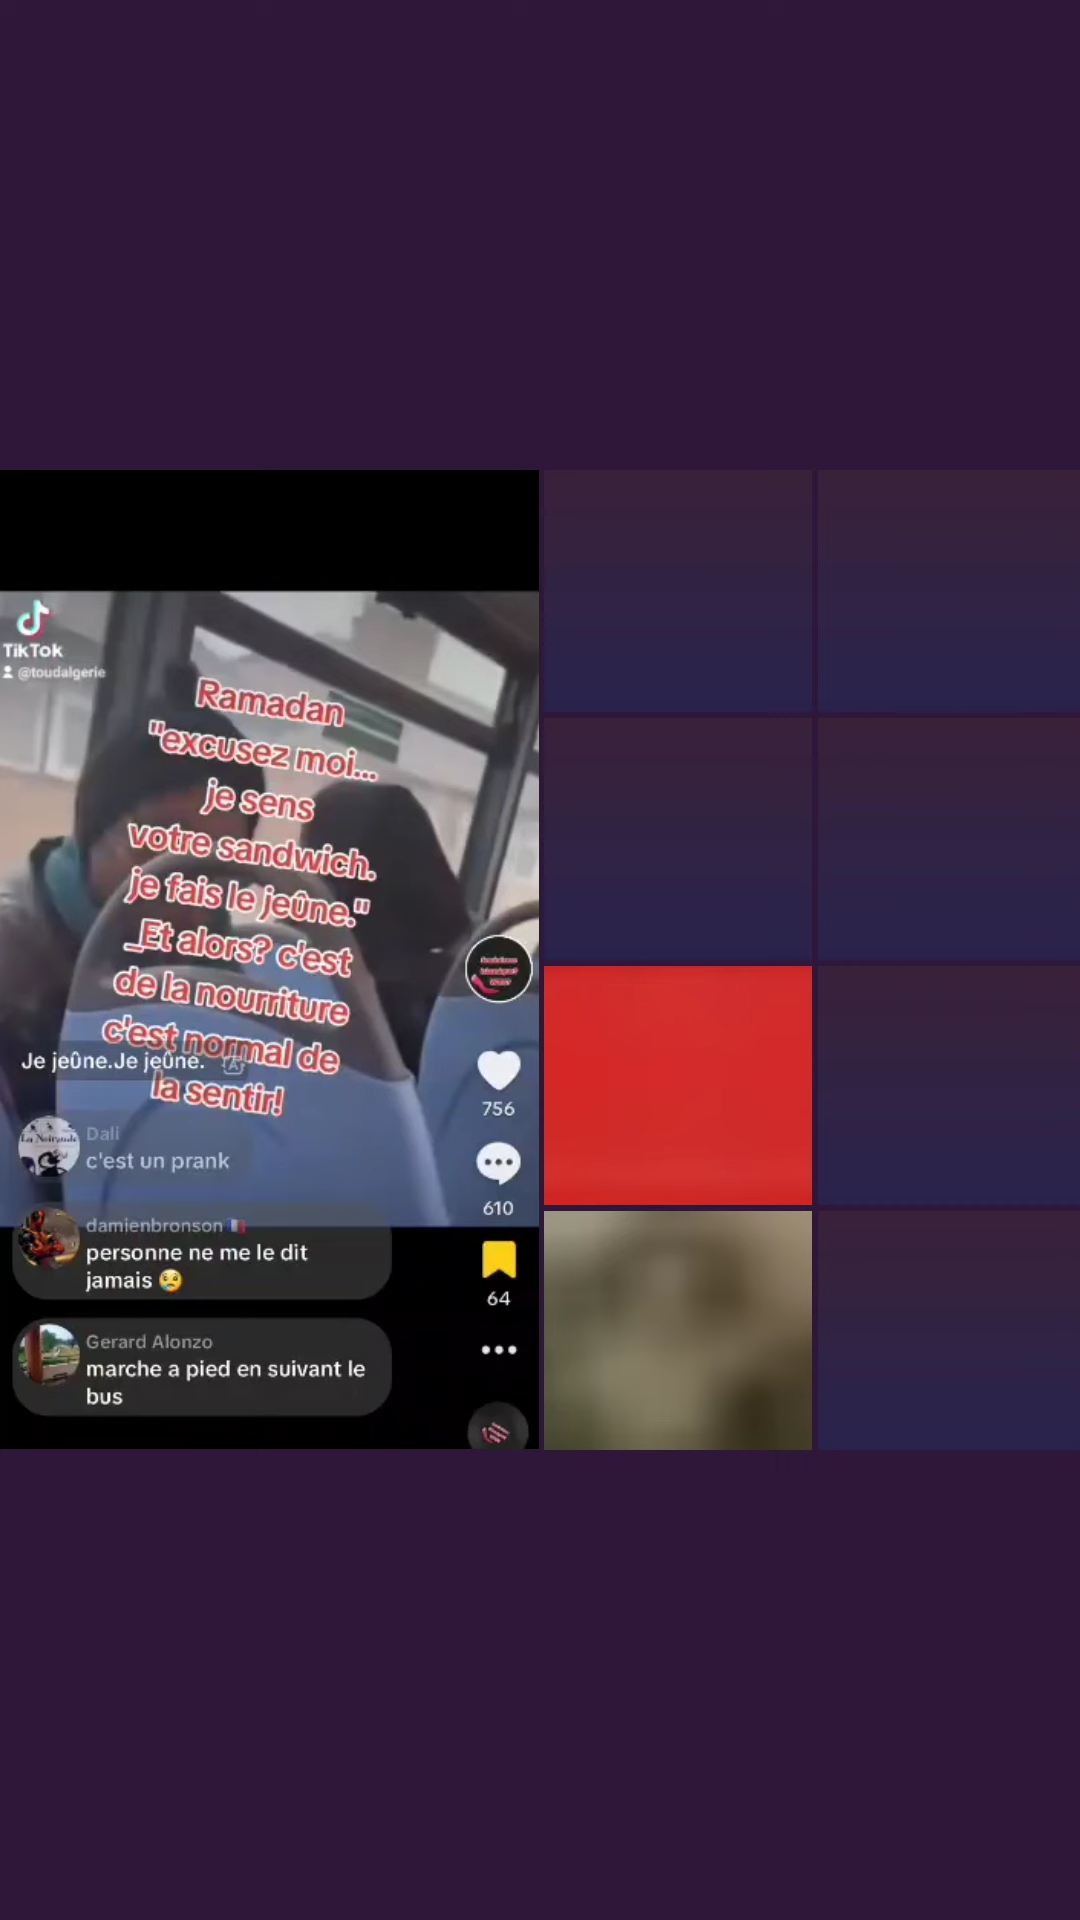 TikTok
@toudalgerie
Ramadan
"excusez moi...
je sens
votre sandwich.
je fais le jeûne."
_Et alors? c'est
de la nourriture
c'est normal de
la sentir!
Je jeûne.Je jeûne.
756
Dali
c'est un prank
610
damienbronson
personne ne me le dit
jamais 😢
64
Gerard Alonzo
marche a pied en suivant le
bus